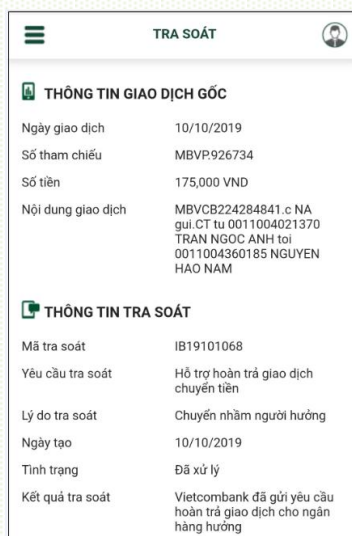 TRA SOÁT
THÔNG TIN GIAO DỊCH GỐC
Ngày giao dịch 10/10/2019
Số tham chiếu MBVP.926734
Số tiền 175,000 VND
Nội dung giao dịch MBVCB224284841.c NA
gui.CT tu 0011004021370
TRAN NGOC ANH toi
0011004360185 NGUYEN
HAO NAM
THÔNG TIN TRA SOÁT
Mã tra soát IB19101068
Yêu cầu tra soát Hỗ trợ hoàn trả giao dịch
chuyển tiền
Lý do tra soát Chuyển nhầm người hưởng
Ngày tạo 10/10/2019
Tình trạng Đã xử lý
Kết quả tra soát Vietcombank đã gửi yêu cầu
hoàn trả giao dịch cho ngân
hàng hưởng